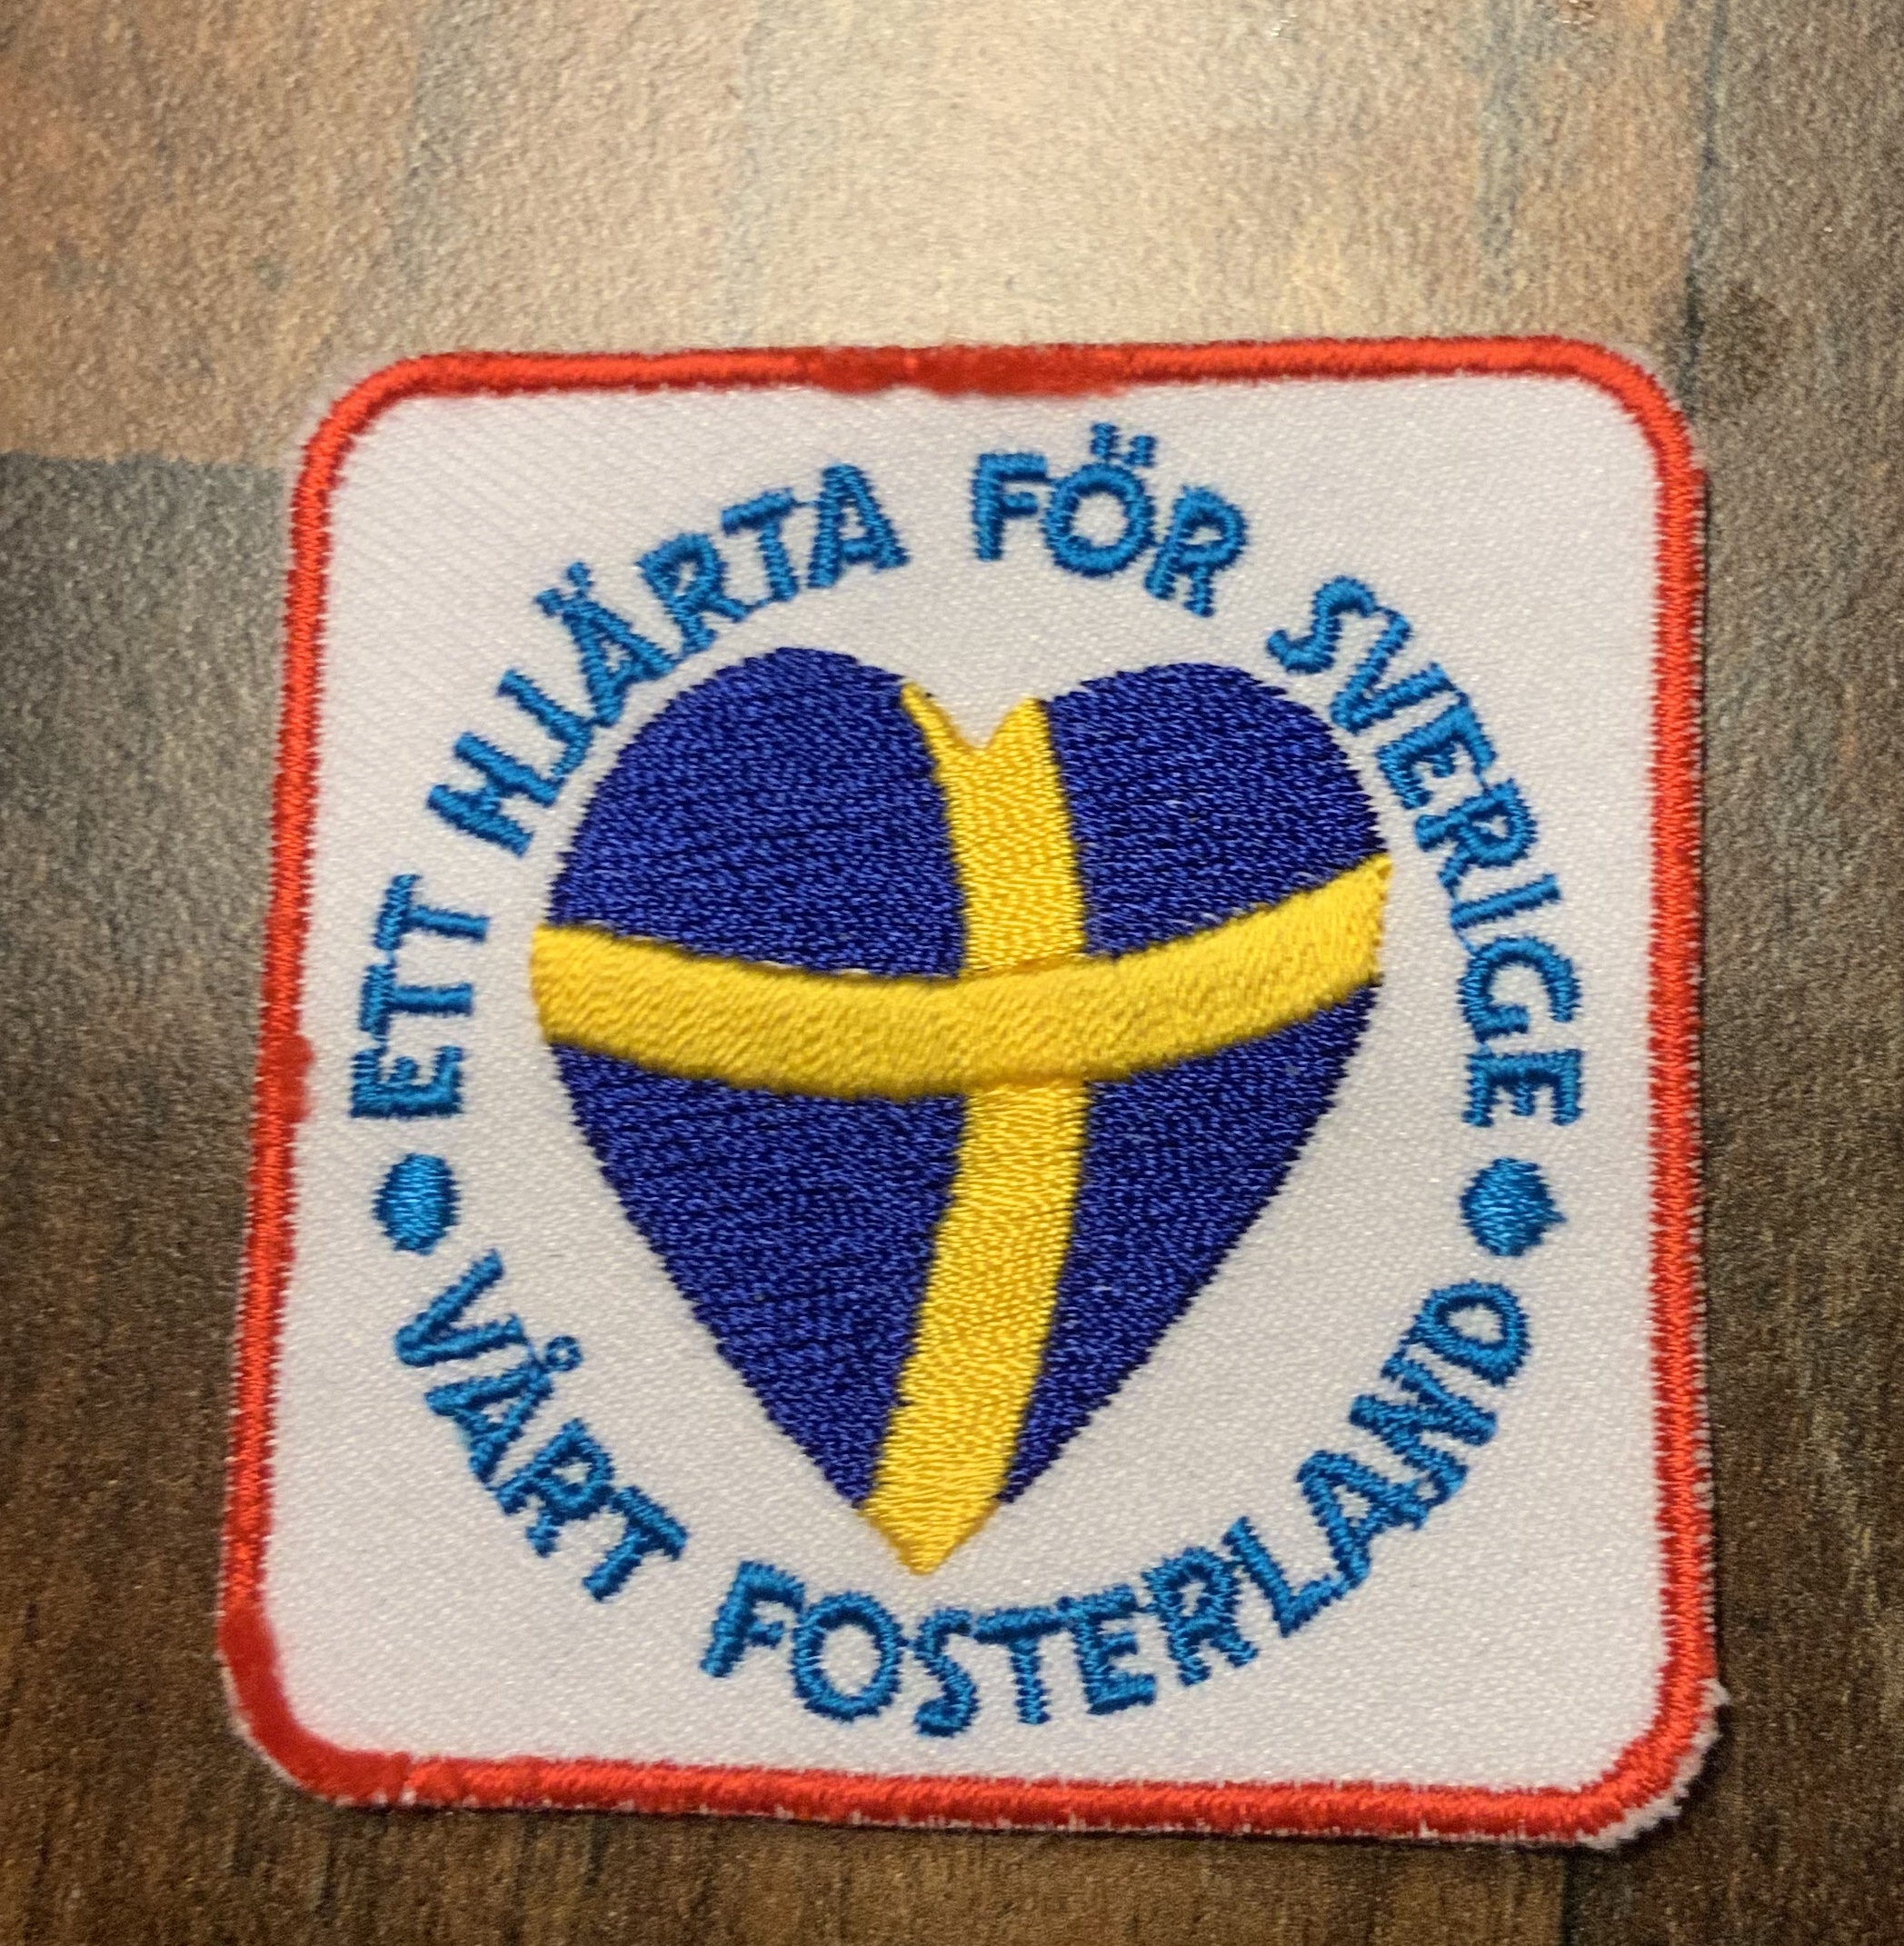 ETT HJÄRTA FÖR SVERIGE
VÅRT FOSTERLAND